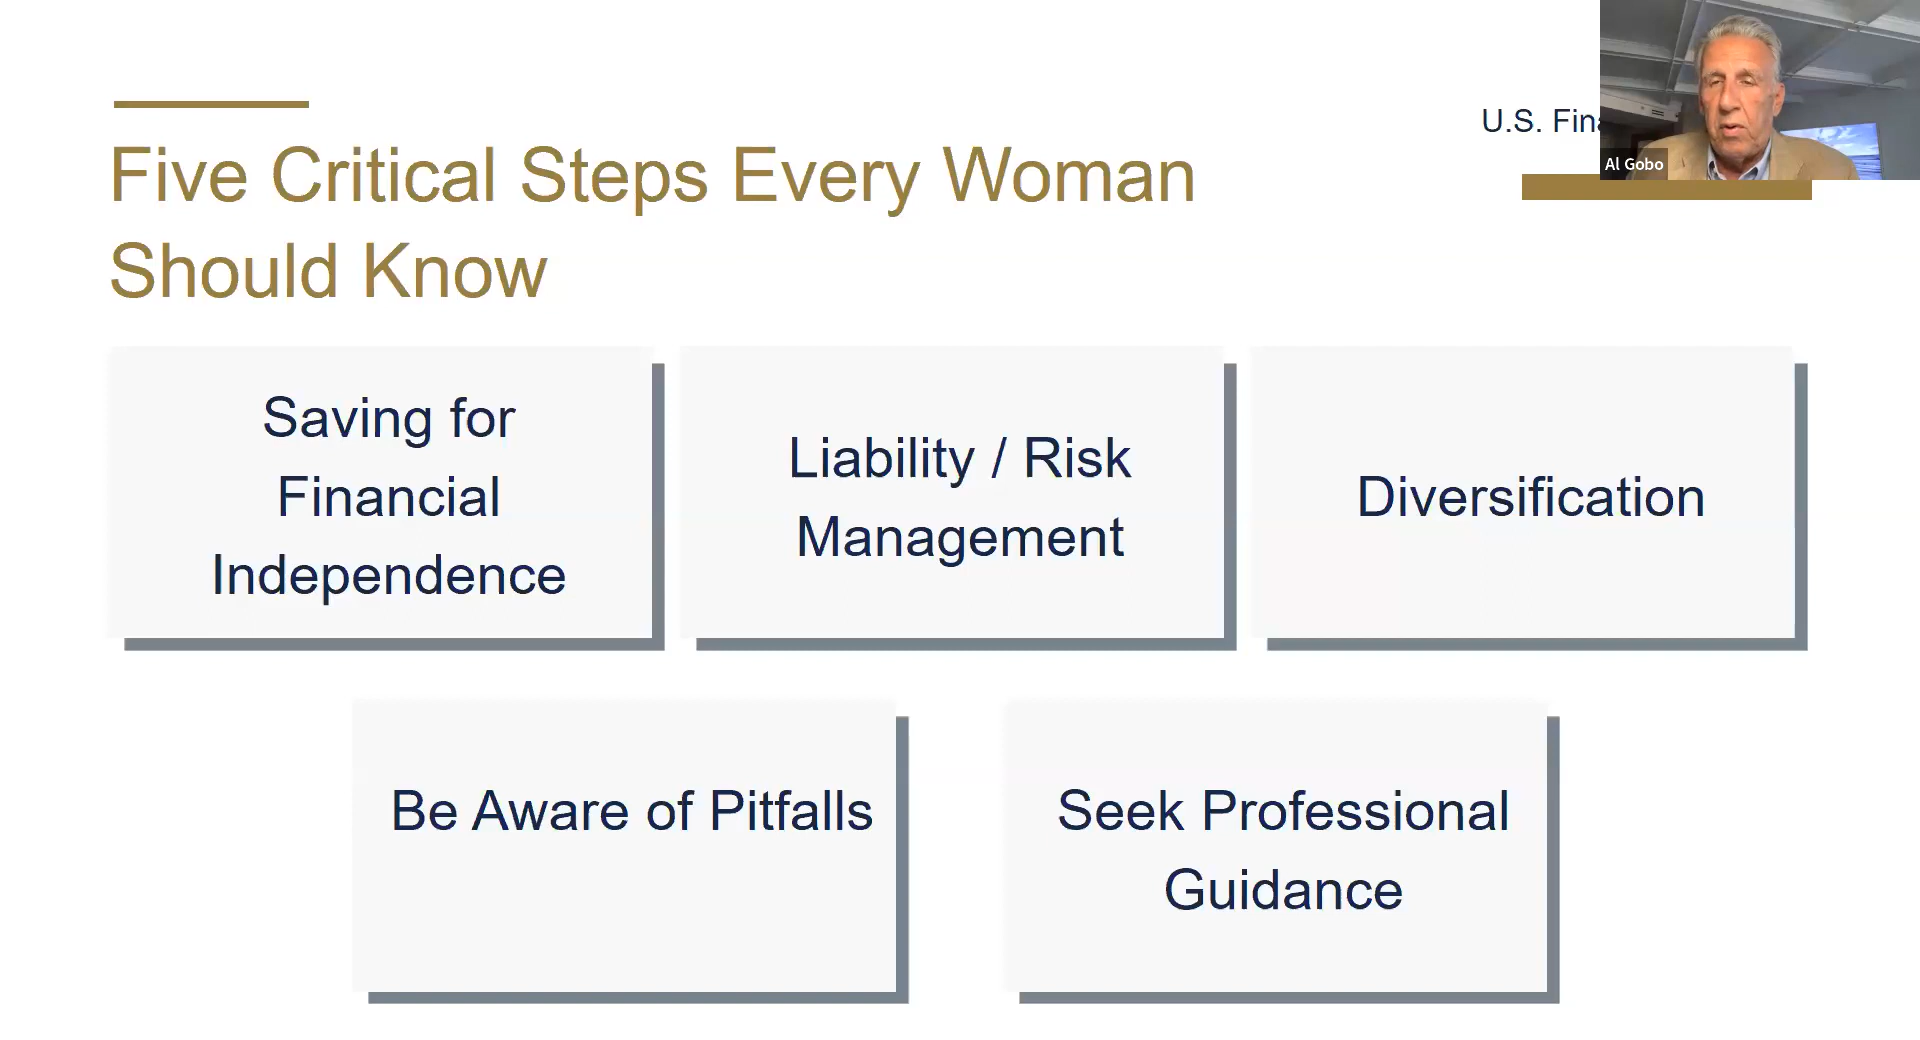 Five Critical Steps Every Woman
Should Know
U.S.
Al Gobo
Saving for
Financial
Independence
Liability / Risk
Management
Diversification
Be Aware of Pitfalls
Seek Professional
Guidance